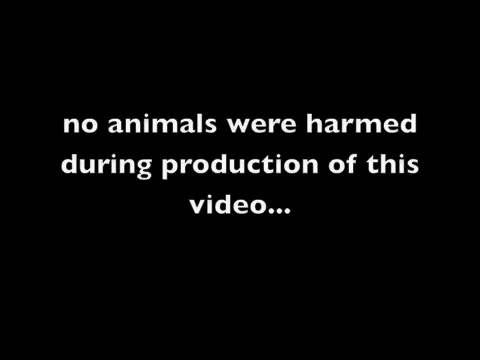 no animals were harmed
during production of this
video...